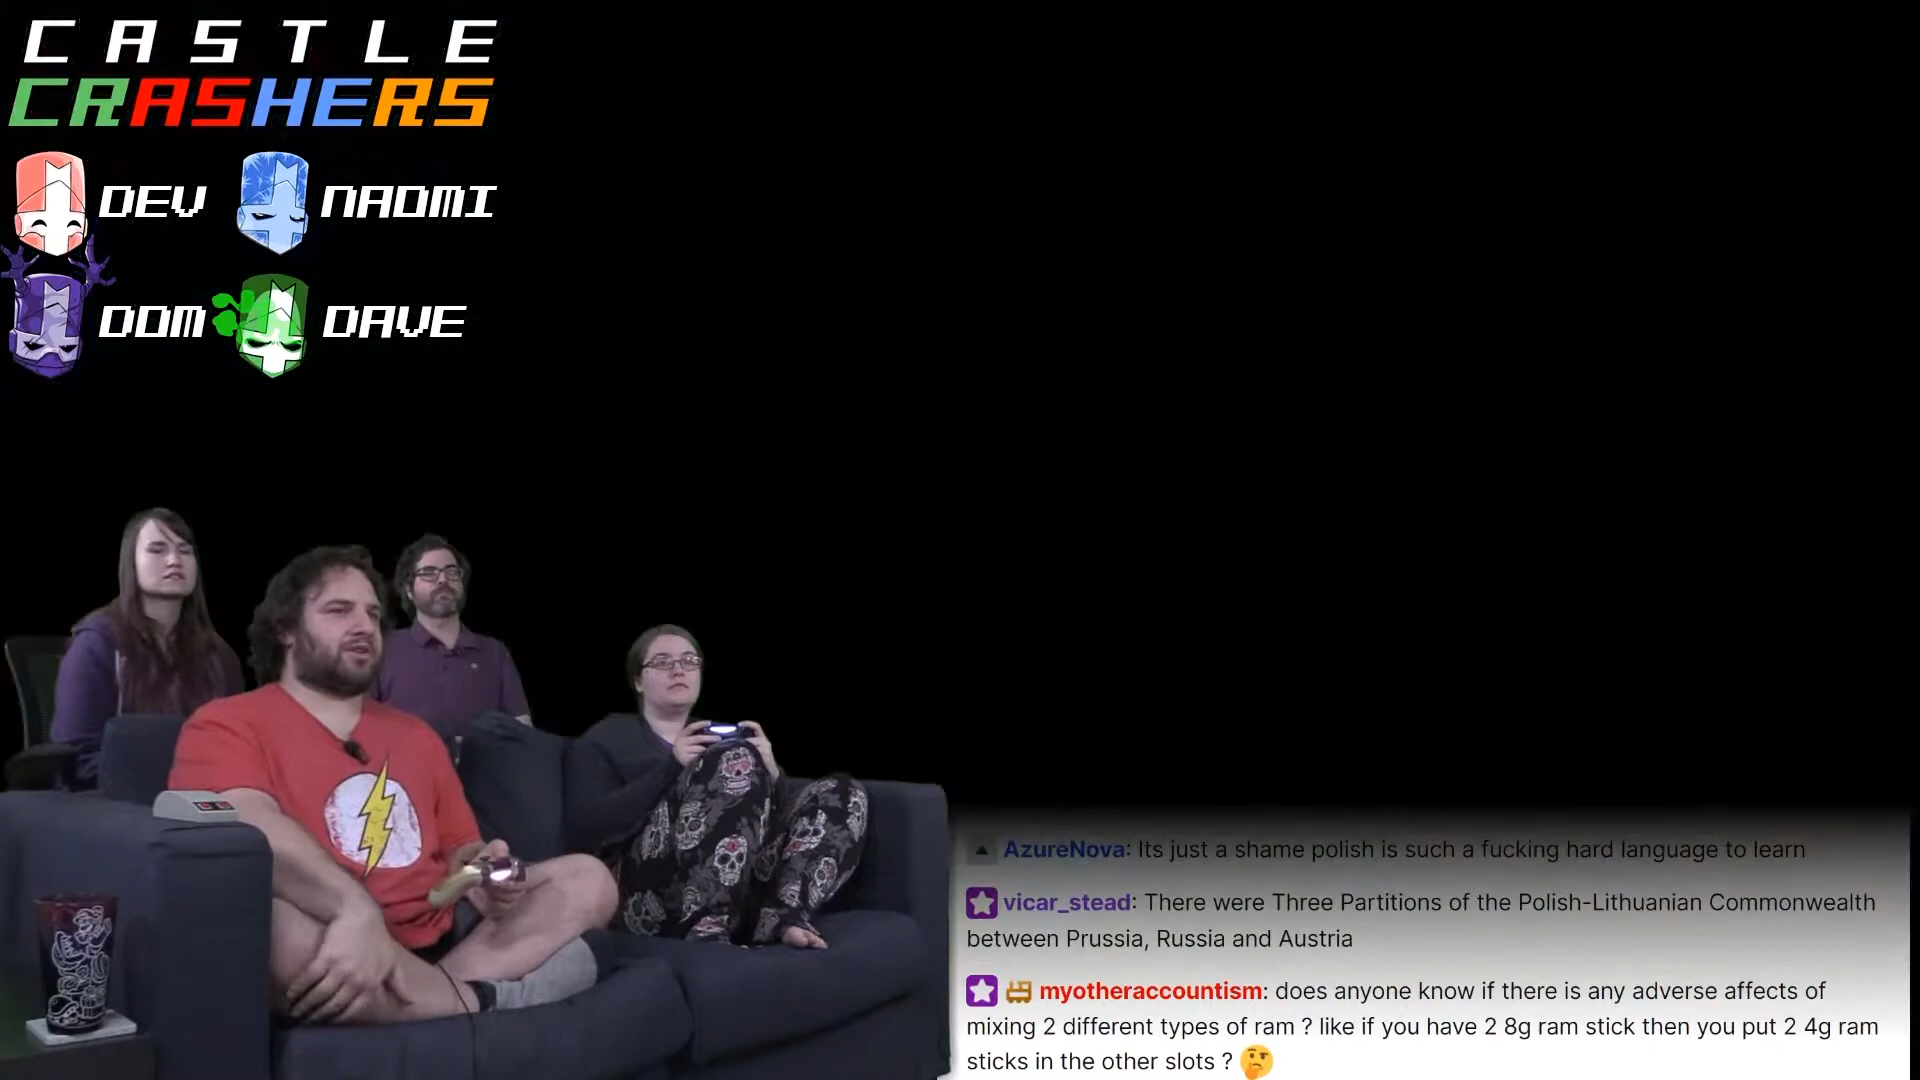 CASTLE
CRASHERS
DEV NAOMI
DOM DAVE
AzureNova: Its just a shame polish is such a fucking hard language to learn
vicar_stead: There were Three Partitions of the Polish-Lithuanian Commonwealth
between Prussia, Russia and Austria
myotheraccountism: does anyone know if there is any adverse affects of
mixing 2 different types of ram ? like if you have 2 8g ram stick then you put 2 4g ram
sticks in the other slots ? 🤔